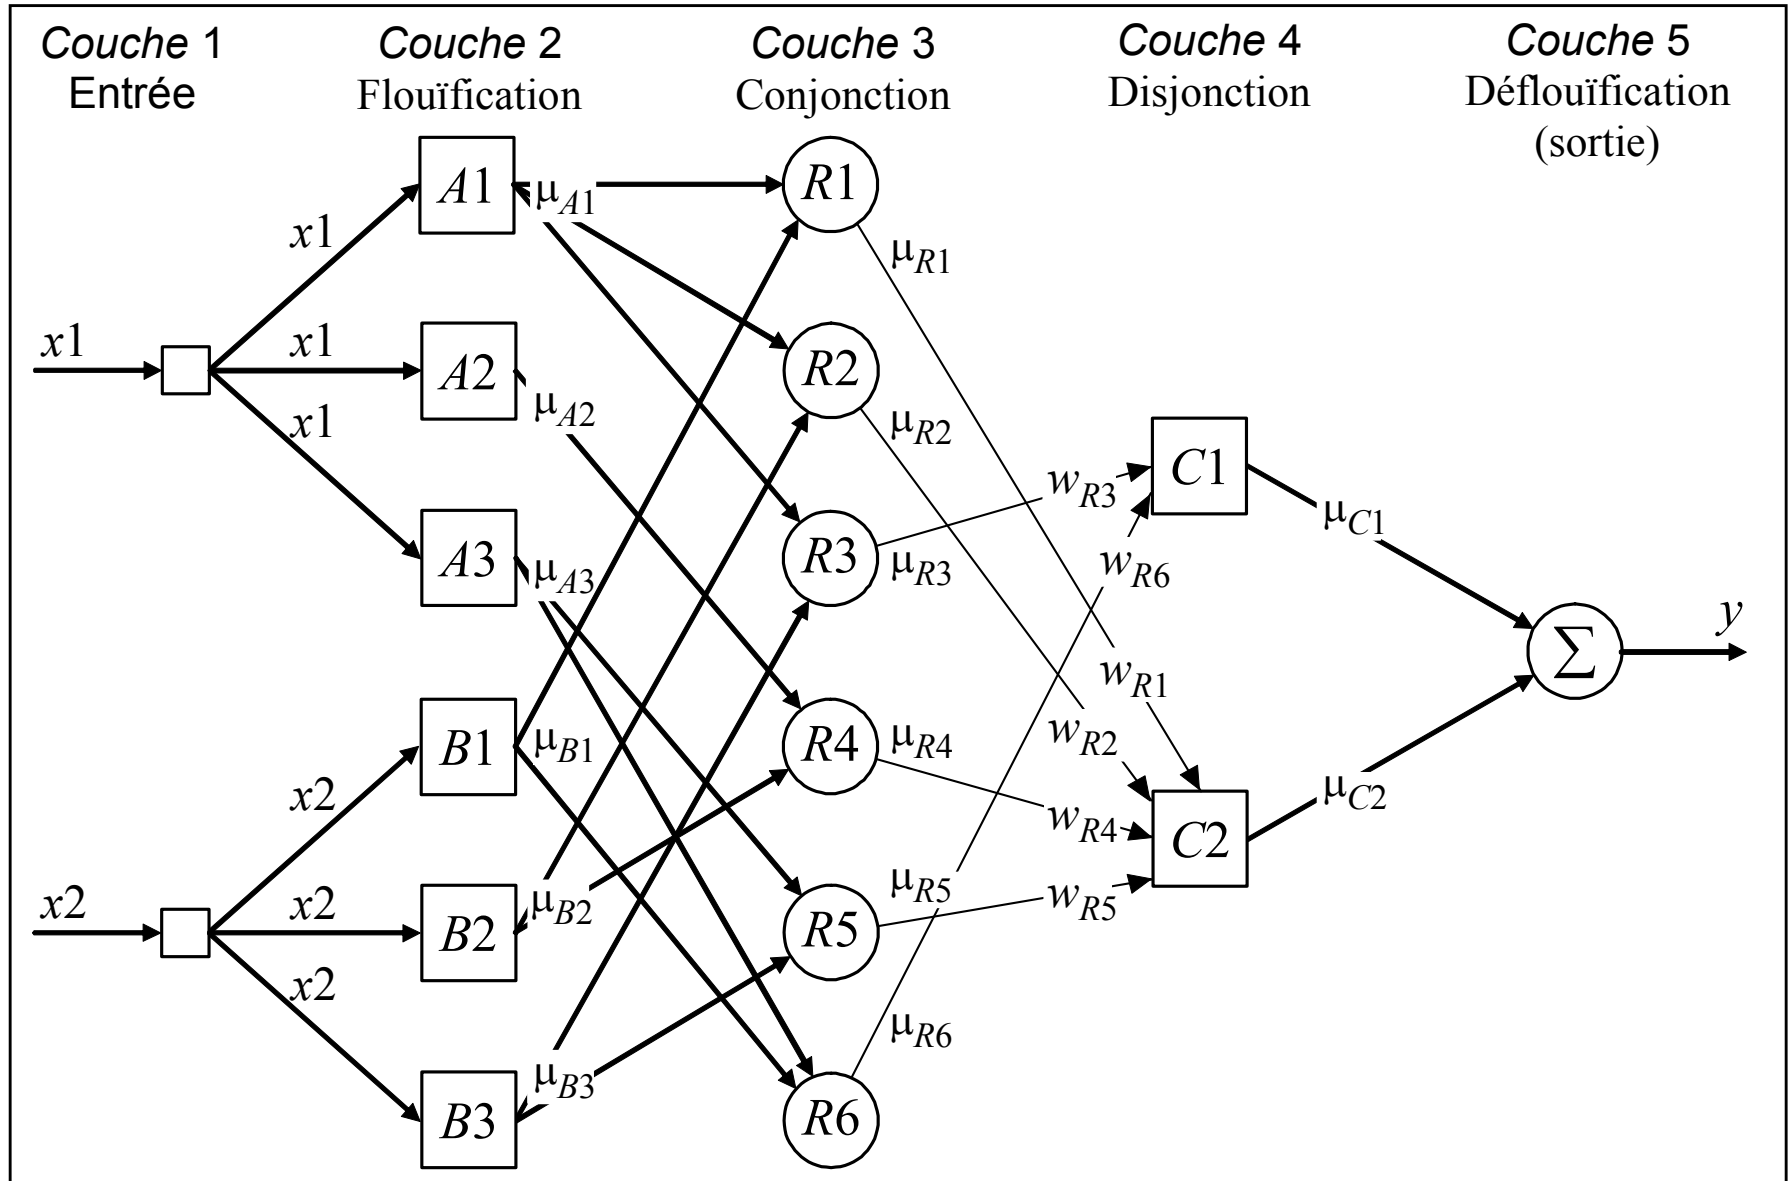 Couche 1
Entrée
Couche 2
Flouïfication
Couche 3
Conjonction
Couche 4
Disjonction
Couche 5
Déflouïfication
(sortie)
x1
x1
x1
x1
x2
x2
x2
x2
A1
A2
A3
B1
B2
B3
μA1
μA2
μA3
μB1
μB2
μB3
R1
R2
R3
R4
R5
R6
μR1
μR2
μR3
μR4
μR5
μR6
wR3
wR6
wR1
wR2
wR4
wR5
C1
C2
μC1
μC2
Σ
y